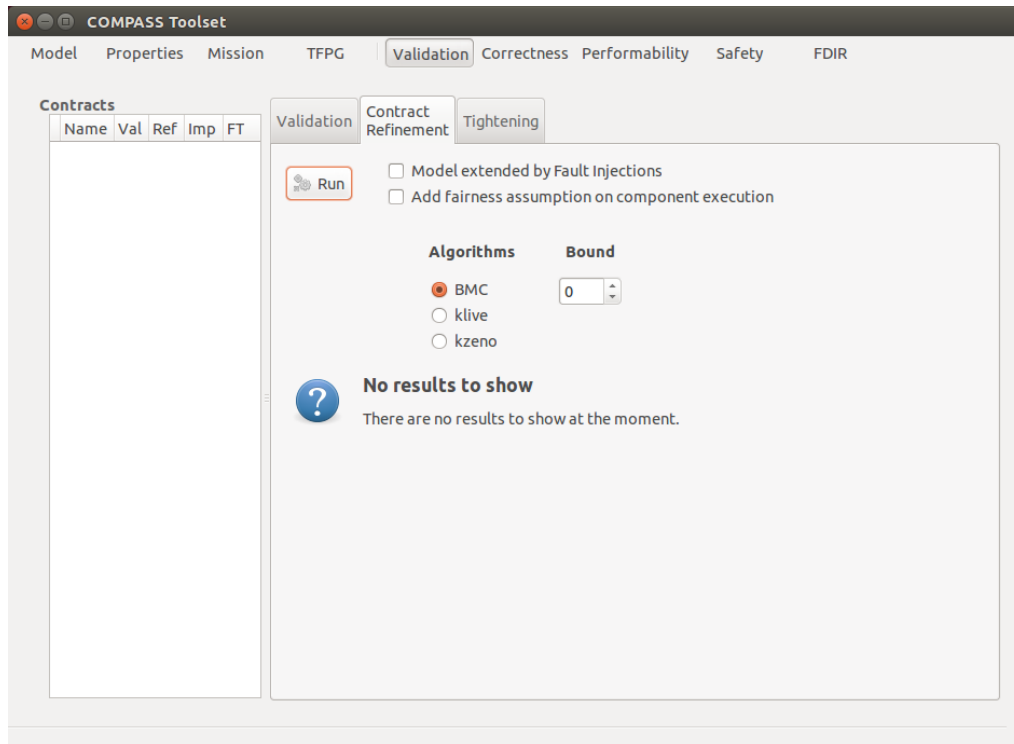 COMPASS Toolset
Model Properties Mission TFPG Validation Correctness Performability Safety FDIR
Contracts
Name Val Ref Imp FT
Validation
Contract
Refinement
Tightening
Run
Model extended by Fault Injections
Add fairness assumption on component execution
Algorithms Bound
BMC 0
klive
kzeno
?
No results to show
There are no results to show at the moment.